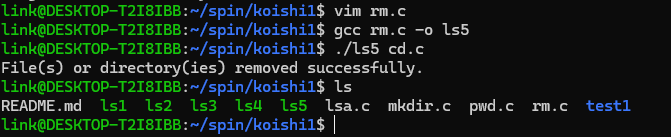 link@DESKTOP-T2I8IBB:~/spin/koishi1$ vim rm.c
link@DESKTOP-T2I8IBB:~/spin/koishi1$ gcc rm.c -o ls5
link@DESKTOP-T2I8IBB:~/spin/koishi1$ ./ls5 cd.c
File(s) or directory(ies) removed successfully.
link@DESKTOP-T2I8IBB:~/spin/koishi1$ ls
README.md  ls1  ls2  ls3  ls4  ls5  lsa.c  mkdir.c  pwd.c  rm.c  test1
link@DESKTOP-T2I8IBB:~/spin/koishi1$